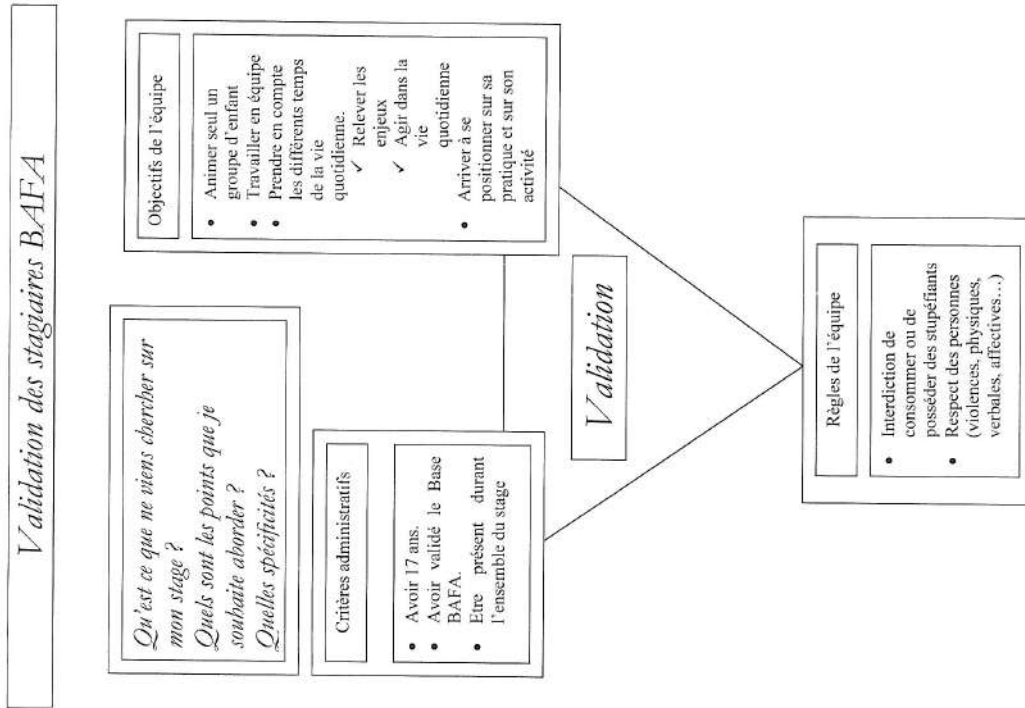 Validation des stagiaires BAFA
Qu'est ce que ne viens chercher sur
mon stage ?
Quels sont les points que je
souhaite aborder ?
Quelles spécificités ?
Objectifs de l'équipe
• Animer seul un
groupe d'enfant
• Travailler en équipe
• Prendre en compte
les différents temps
de la vie
quotidienne.
✓ Relever les
enjeux
✓ Agir dans la
vie
quotidienne
• Arriver à se
positionner sur sa
pratique et sur son
activité
Critères administratifs
• Avoir 17 ans.
• Avoir validé le Base
BAFA.
• Etre présent durant
l'ensemble du stage
Validation
Règles de l'équipe
• Interdiction de
consommer ou de
posséder des stupéfiants
• Respect des personnes
(violences, physiques,
verbales, affectives…)